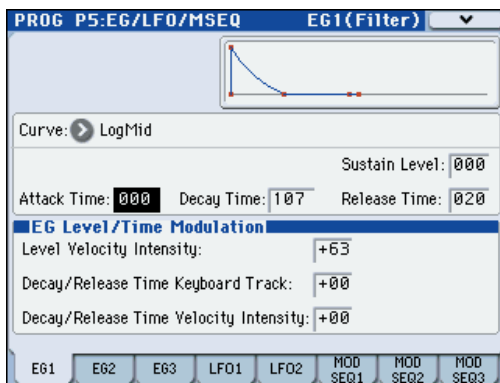 PROG P5:EG/LFO/MSEQ EG1(Filter)
Curve: LogMid
Sustain Level: 000
Attack Time: 000 Decay Time: 107 Release Time: 020
EG Level/Time Modulation
Level Velocity Intensity: +63
Decay/Release Time Keyboard Track: +00
Decay/Release Time Velocity Intensity: +00
EG1 EG2 EG3 LFO1 LFO2 MOD SEQ1 MOD SEQ2 MOD SEQ3